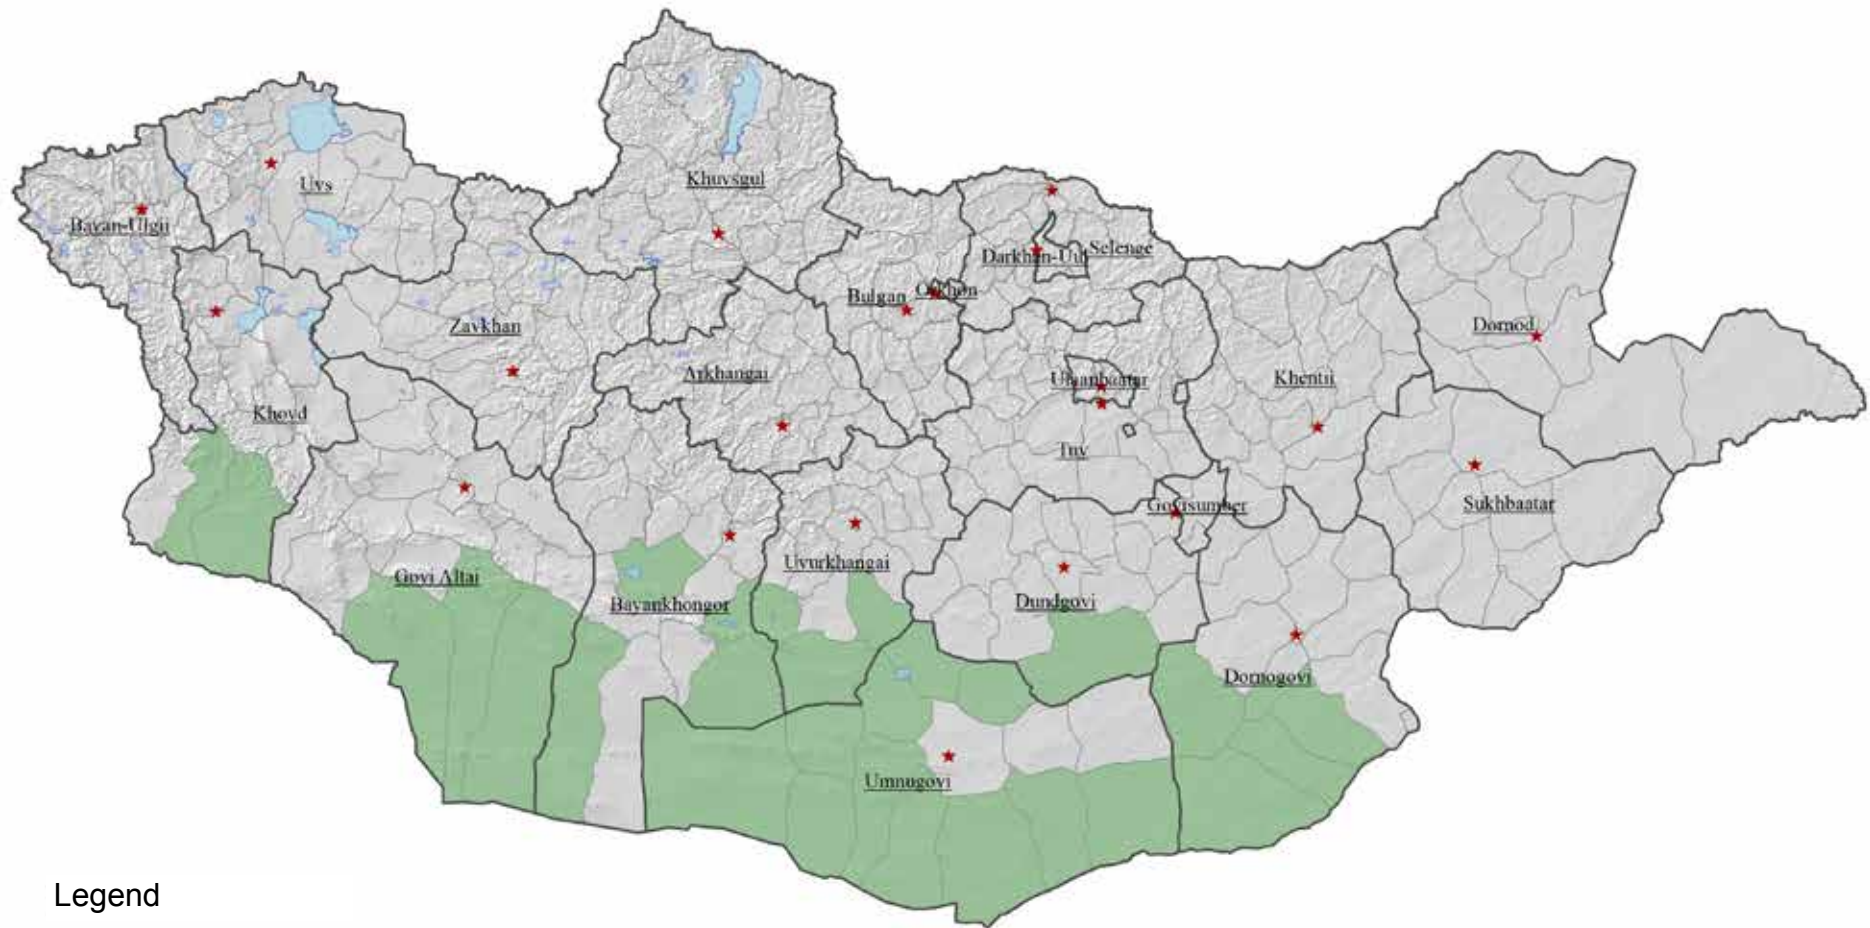 Khuvsgul
Uvs
Bayan-Ulgii
Darkhan-Uul
Selenge
Bulgan
Orkhon
Zavkhan
Dornod
Arkhangai
Ulaanbaatar
Khentii
Khovd
Tuv
Govisumber
Sukhbaatar
Govi Altai
Uvurkhangai
Bayankhongor
Dundgovi
Dornogovi
Umnugovi
Legend